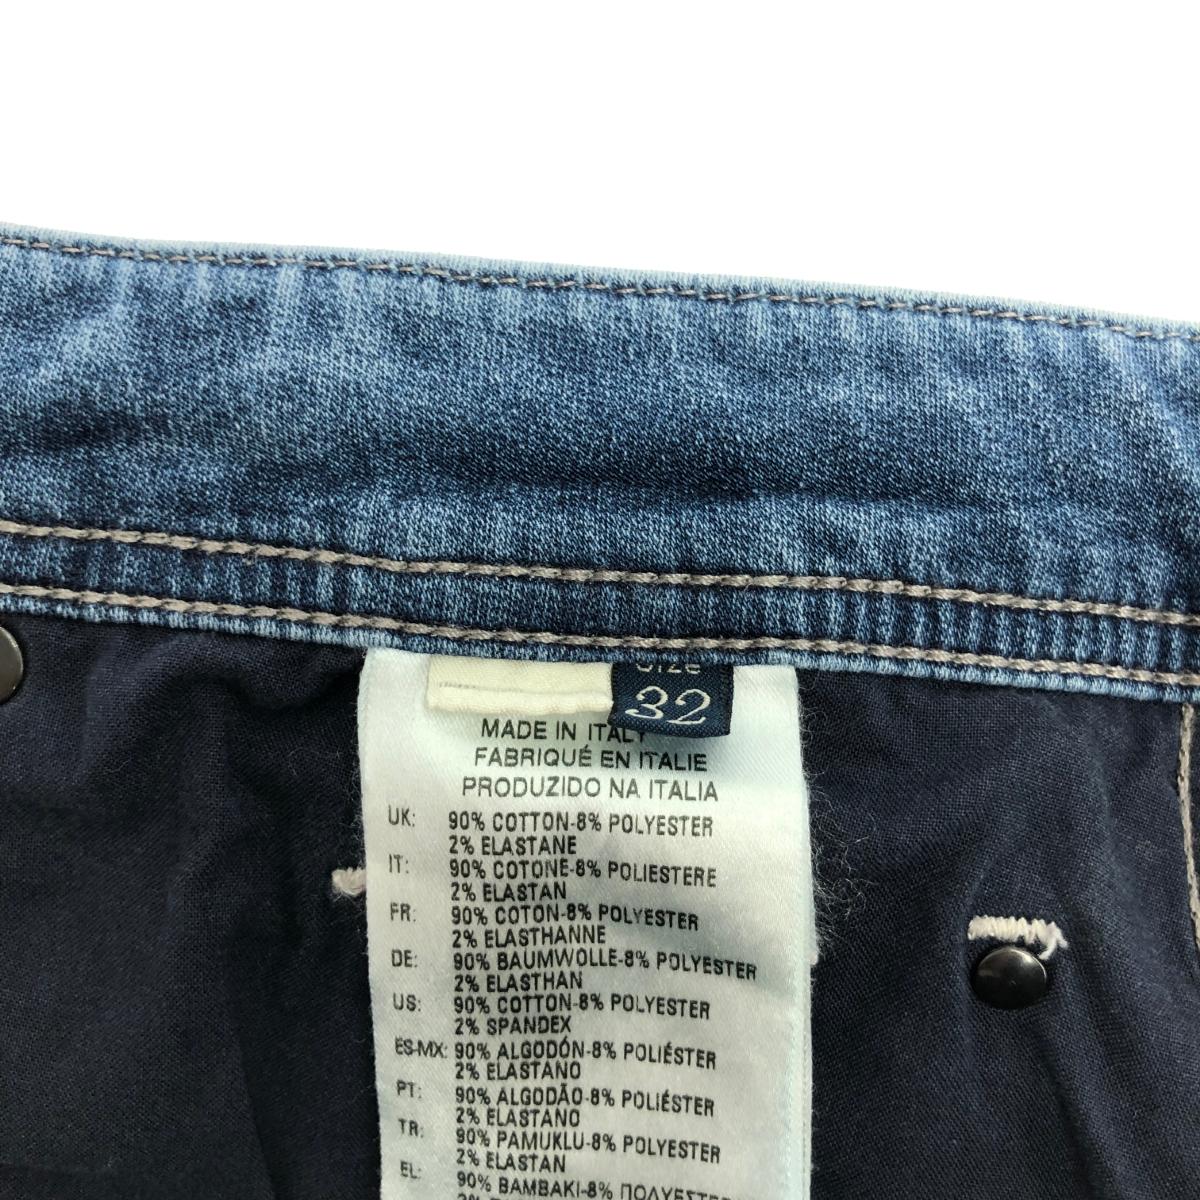 Size
32
MADE IN ITALY
FABRIQUÉ EN ITALIE
PRODUZIDO NA ITALIA
UK: 90% COTTON-8% POLYESTER
2% ELASTANE
IT: 90% COTONE-8% POLIESTERE
2% ELASTAN
FR: 90% COTON-8% POLYESTER
2% ELASTHANNE
DE: 90% BAUMWOLLE-8% POLYESTER
2% ELASTHAN
US: 90% COTTON-8% POLYESTER
2% SPANDEX
ES-MX: 90% ALGODÓN-8% POLIÉSTER
2% ELASTANO
PT: 90% ALGODÃO-8% POLIÉSTER
2% ELASTANO
TR: 90% PAMUKLU-8% POLYESTER
2% ELASTAN
EL: 90% BAMBAKI-8% ΠΟΛΥΕΣΤΕΡ